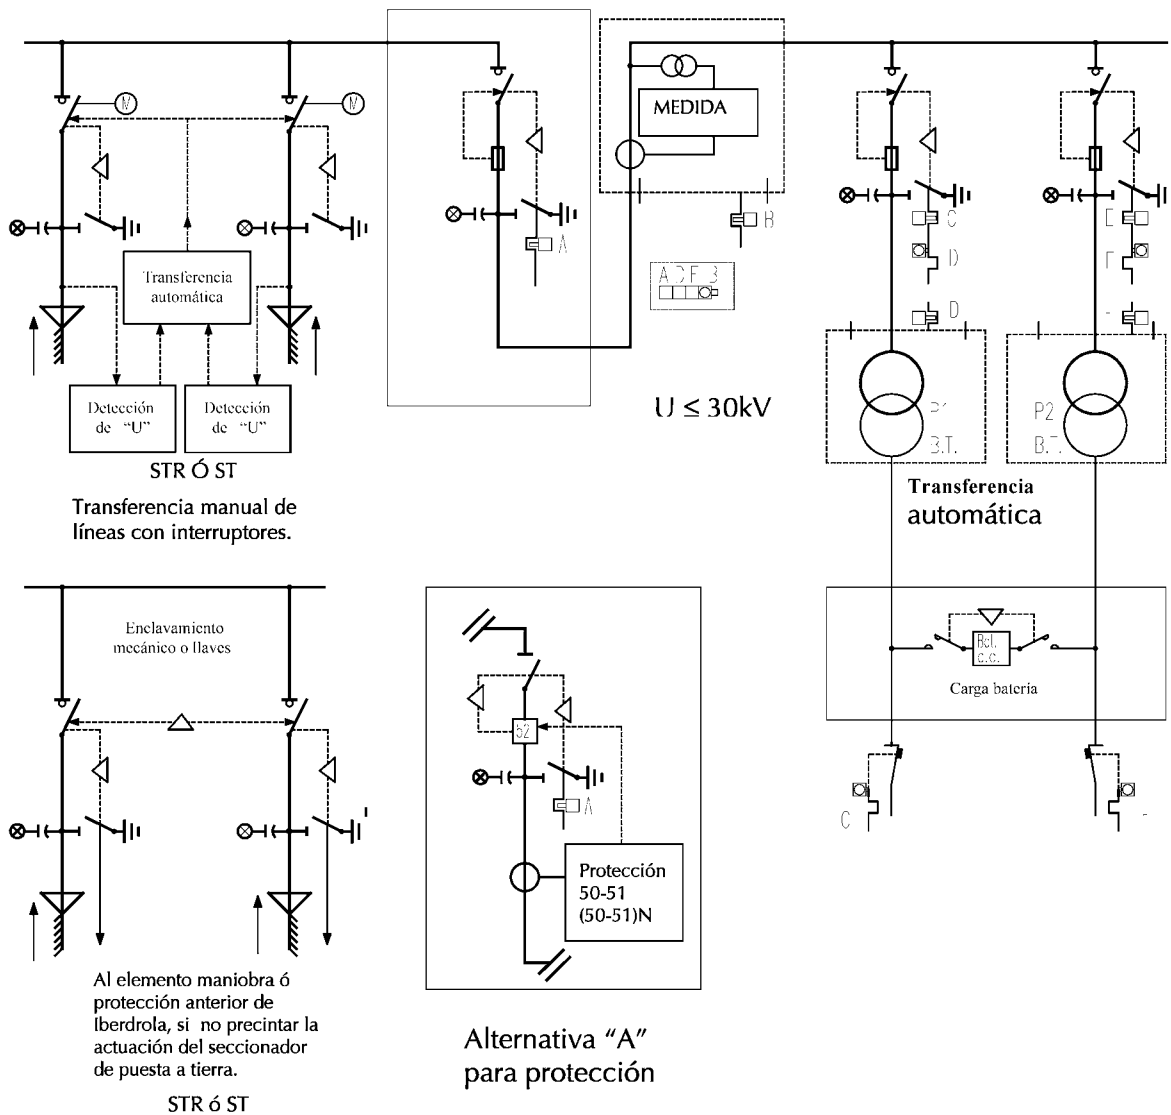 M
M
MEDIDA
A
B
C
D
D
E
Transferencia
automática
Detección
de “U”
Detección
de “U”
STR Ó ST
Transferencia manual de
líneas con interruptores.
U ≤ 30kV
P2
B.T.
B.T.
Transferencia
automática
Enclavamiento
mecánico o llaves
Carga batería
52
A
C
Protección
50-51
(50-51)N
Al elemento maniobra ó
protección anterior de
Iberdrola, si no precintar la
actuación del seccionador
de puesta a tierra.
STR ó ST
Alternativa “A”
para protección